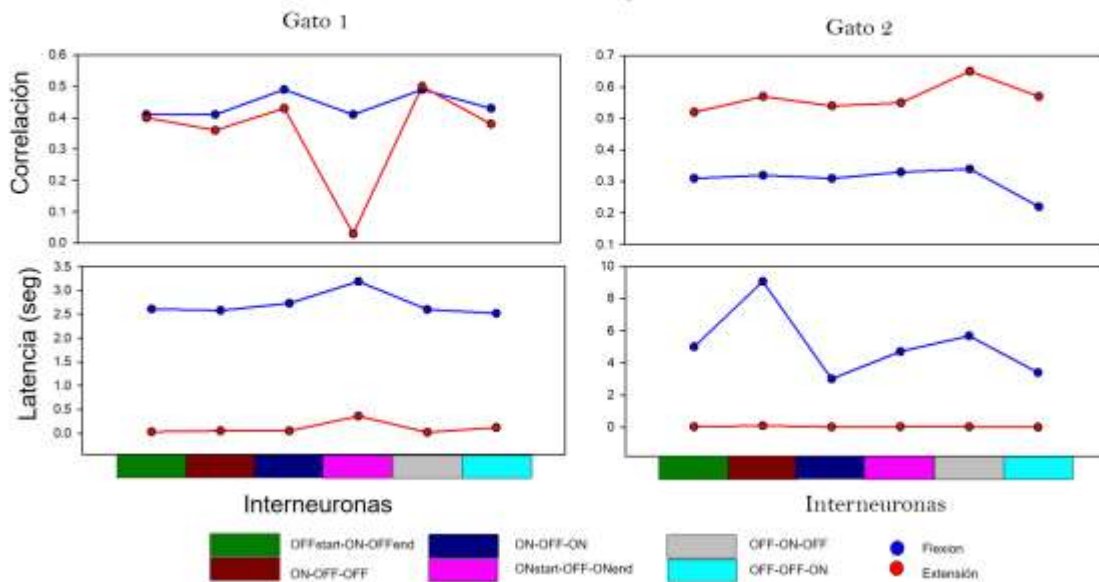 Gato 1
Gato 2
Correlación
0.6
0.5
0.4
0.3
0.2
0.1
0.0
0.7
0.6
0.5
0.4
0.3
0.2
0.1
Latencia (seg)
3.5
3.0
2.5
2.0
1.5
1.0
0.5
0.0
10
8
6
4
2
0
Interneuronas
Interneuronas
OFFstart-ON-OFFend
ON-OFF-ON
OFF-ON-OFF
Flexion
ON-OFF-OFF
ONstart-OFF-ONend
OFF-OFF-ON
Extensión